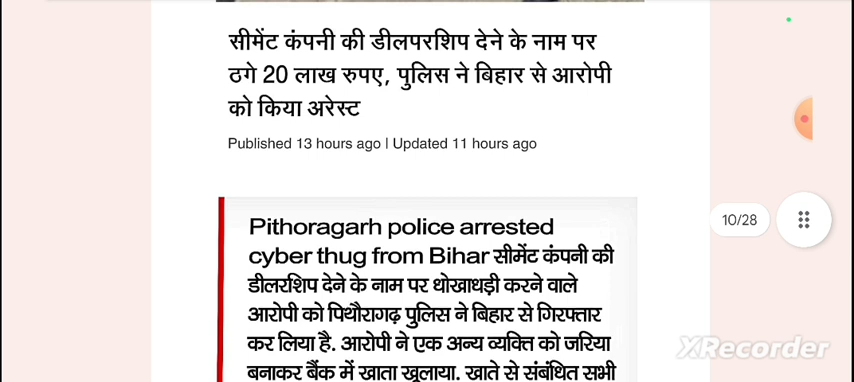 सीमेंट कंपनी की डीलपरशिप देने के नाम पर
ठगे 20 लाख रुपए, पुलिस ने बिहार से आरोपी
को किया अरेस्ट
Published 13 hours ago | Updated 11 hours ago
10/28
Pithoragarh police arrested
cyber thug from Bihar सीमेंट कंपनी की
डीलरशिप देने के नाम पर धोखाधड़ी करने वाले
आरोपी को पिथौरागढ़ पुलिस ने बिहार से गिरफ्तार
कर लिया है. आरोपी ने एक अन्य व्यक्ति को जरिया
बनाकर बैंक में खाता खुलाया. खाते से संबंधित सभी
XRecorder